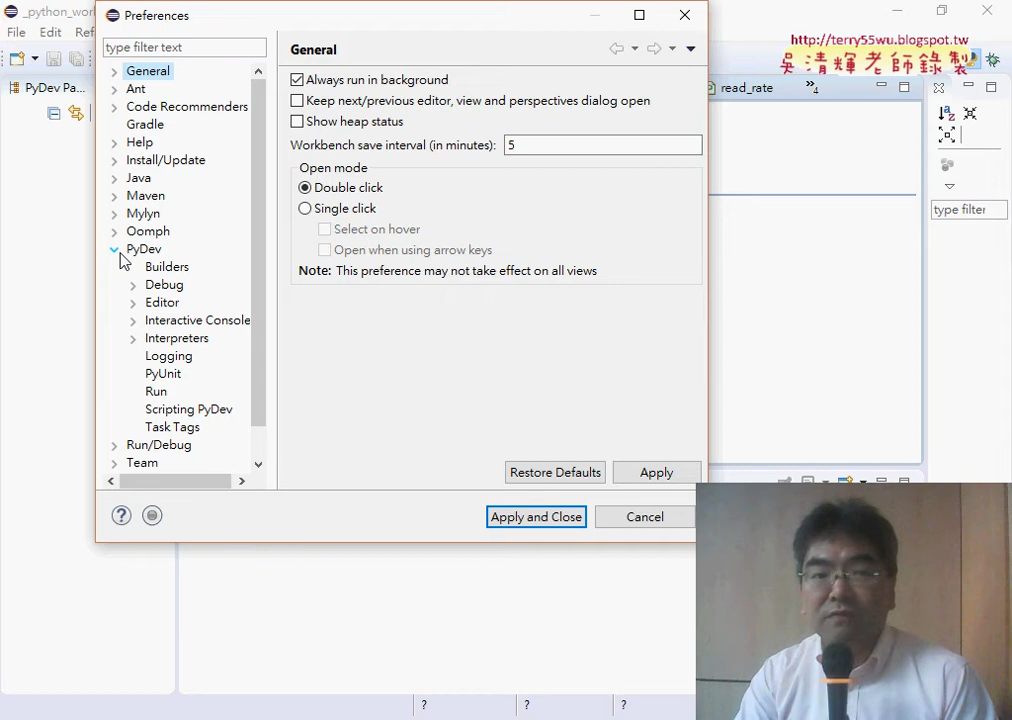 _python_wor
Preferences
File Edit Ref
http://terry55wu.blogspot.tw
吳清輝老師錄製
type filter text
General
PyDev Pa...
read_rate
4
General
Ant
Code Recommenders
Gradle
Help
Install/Update
Java
Maven
Mylyn
Oomph
PyDev
Builders
Debug
Editor
Interactive Console
Interpreters
Logging
PyUnit
Run
Scripting PyDev
Task Tags
Run/Debug
Team
Always run in background
Keep next/previous editor, view and perspectives dialog open
Show heap status
Workbench save interval (in minutes): 5
Open mode
Double click
Single click
Select on hover
Open when using arrow keys
Note: This preference may not take effect on all views
Restore Defaults Apply
Apply and Close Cancel
type filter
? ? ?